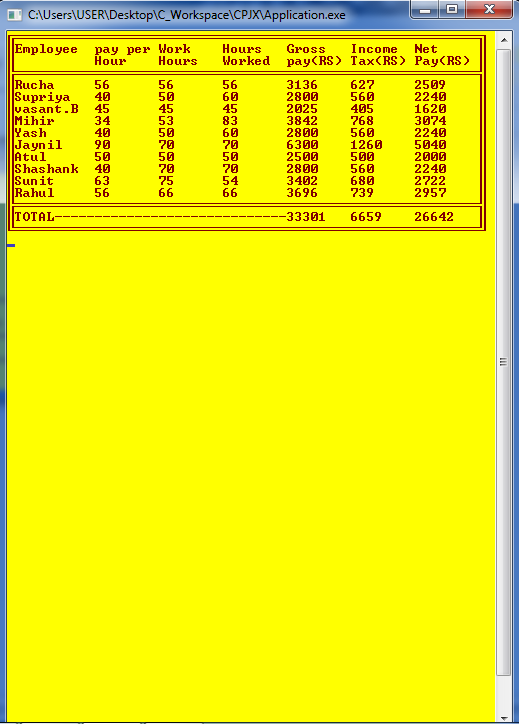 C:\Users\USER\Desktop\C_Workspace\CPJX\Application.exe
Employee pay per Work Hours Gross Income Net
Hour Hours Worked pay(RS) Tax(RS) Pay(RS)
Rucha 56 56 56 3136 627 2509
Supriya 40 50 60 2800 560 2240
vasant.B 45 45 45 2025 405 1620
Mihir 34 53 83 3842 768 3074
Yash 40 50 60 2800 560 2240
Jaynil 90 70 70 6300 1260 5040
Atul 50 50 50 2500 500 2000
Shashank 40 70 70 2800 560 2240
Sunit 63 75 54 3402 680 2722
Rahul 56 66 66 3696 739 2957
TOTAL-----------------------------33301 6659 26642